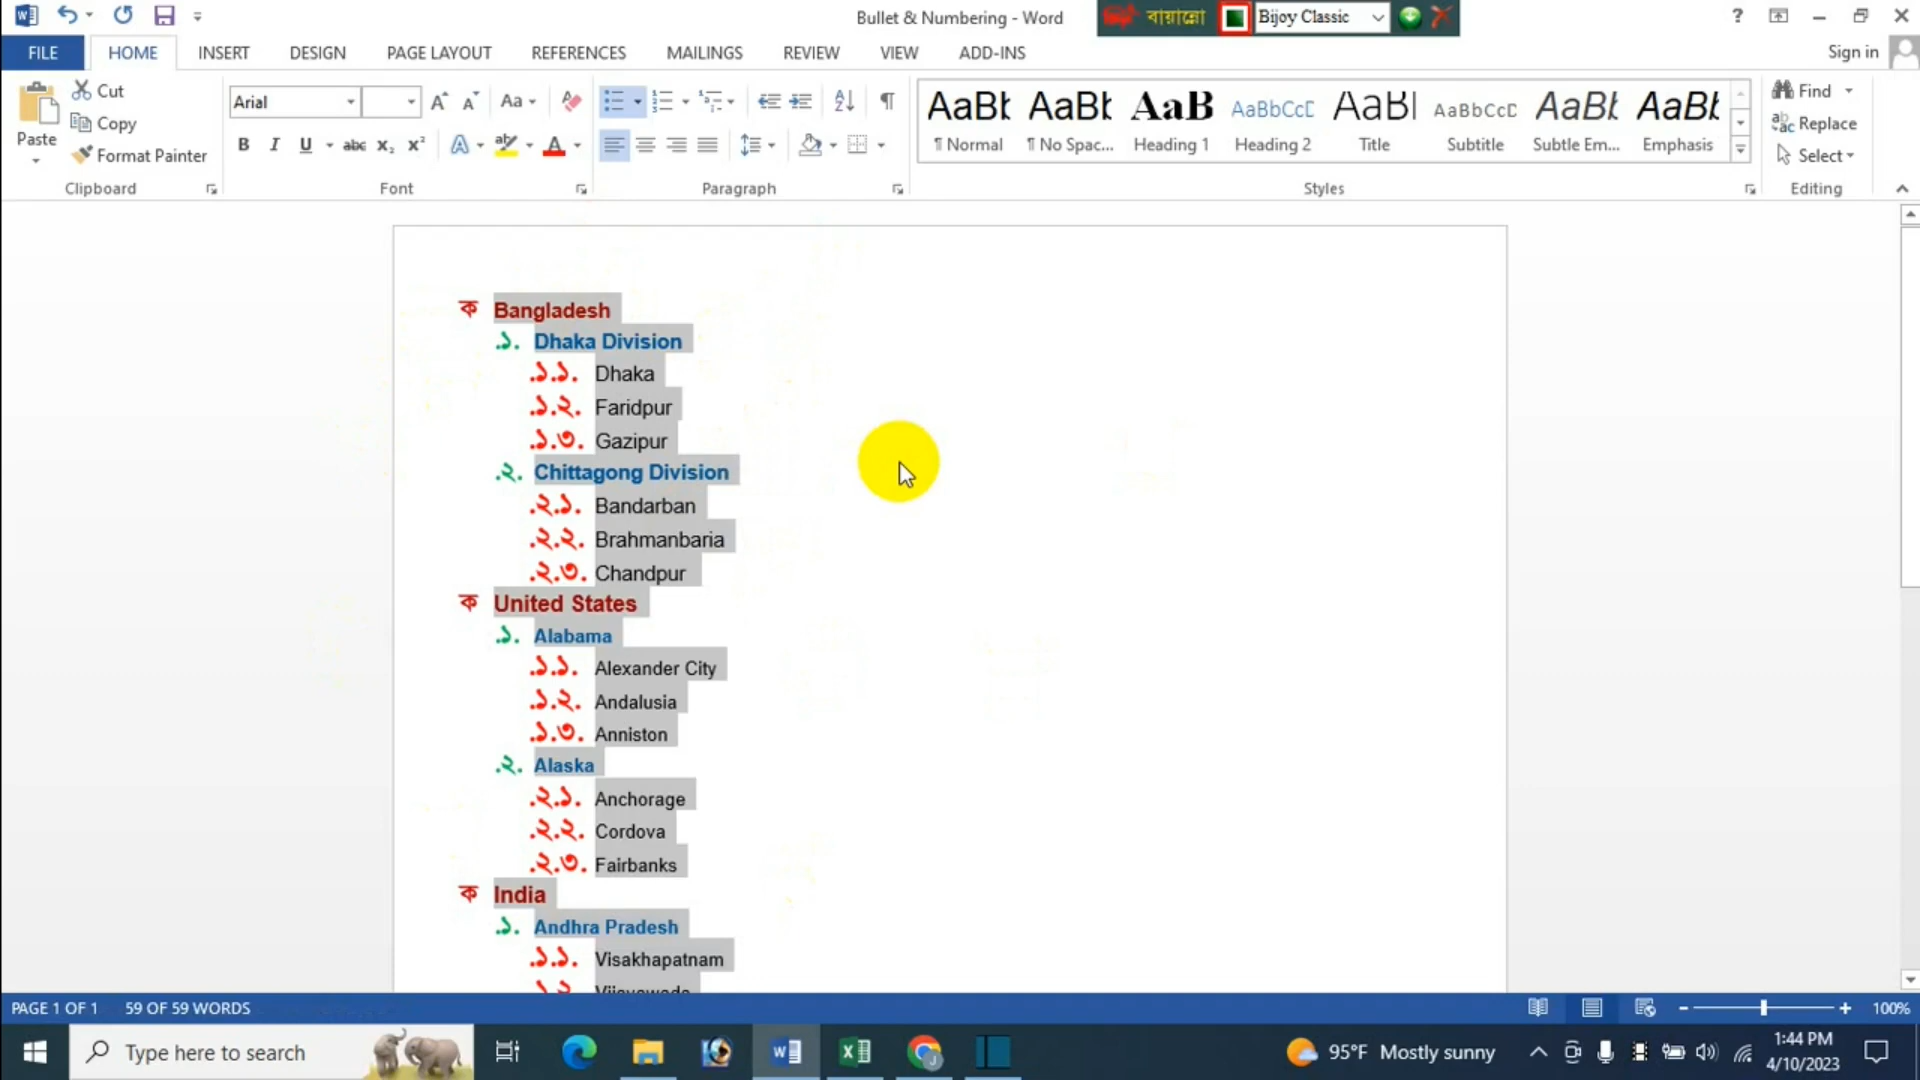 Bullet & Numbering - Word
বায়ান্নো
Bijoy Classic
FILE HOME INSERT DESIGN PAGE LAYOUT REFERENCES MAILINGS REVIEW VIEW ADD-INS Sign in
Paste
Cut
Copy
Format Painter
Clipboard
Arial
Font
Paragraph
AaBb AaBb AaB AaBbCcD AaBl AaBbCcD AaBb AaBb
¶ Normal ¶ No Spac... Heading 1 Heading 2 Title Subtitle Subtle Em... Emphasis
Styles
Find
Replace
Select
Editing
ক Bangladesh
.১. Dhaka Division
.১.১. Dhaka
.১.২. Faridpur
.১.৩. Gazipur
.২. Chittagong Division
.২.১. Bandarban
.২.২. Brahmanbaria
.২.৩. Chandpur
ক United States
.১. Alabama
.১.১. Alexander City
.১.২. Andalusia
.১.৩. Anniston
.২. Alaska
.২.১. Anchorage
.২.২. Cordova
.২.৩. Fairbanks
ক India
.১. Andhra Pradesh
.১.১. Visakhapatnam
.১.২. Vijayawada
PAGE 1 OF 1 59 OF 59 WORDS 100%
Type here to search
95°F Mostly sunny
1:44 PM
4/10/2023